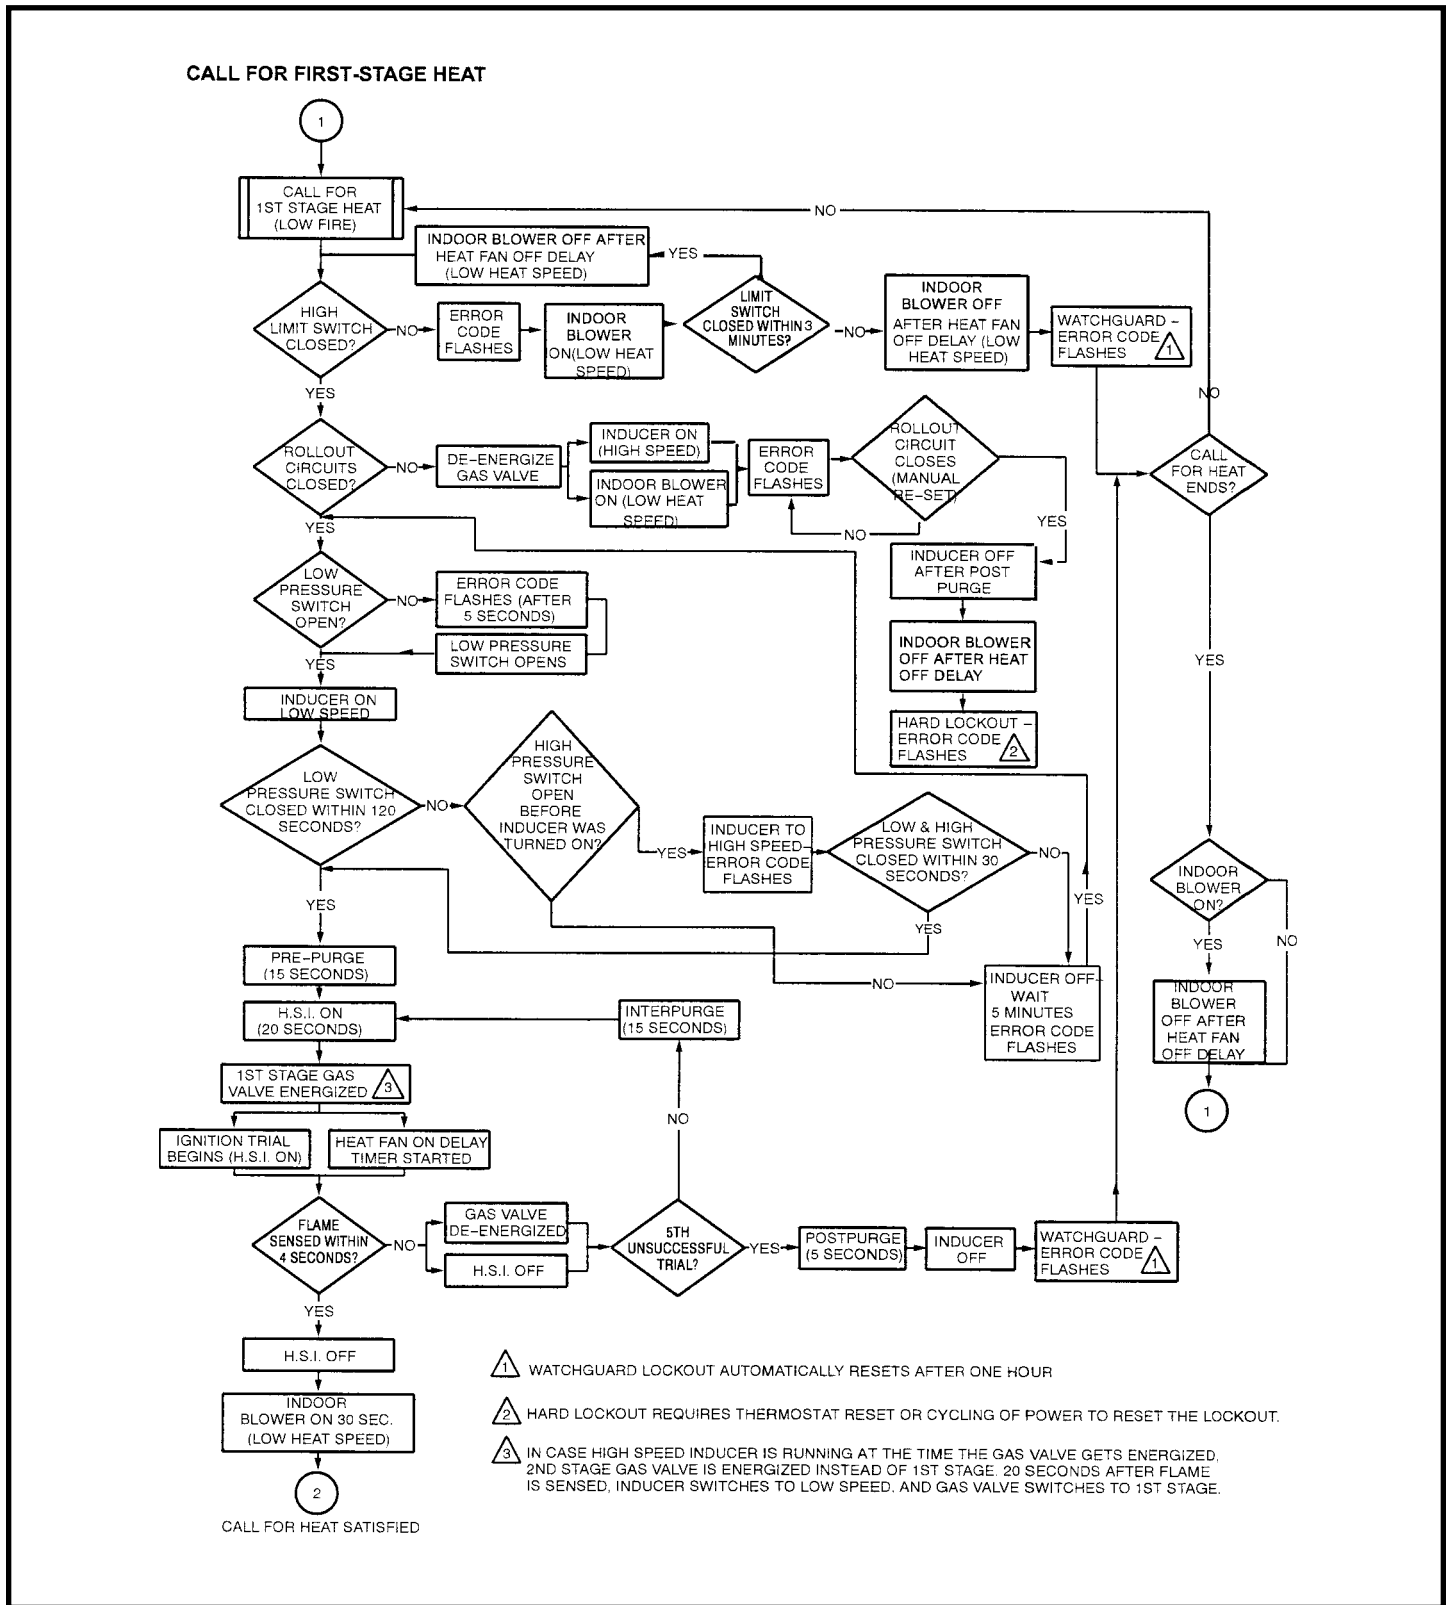 CALL FOR FIRST-STAGE HEAT
1
CALL FOR
1ST STAGE HEAT
(LOW FIRE)
NO
INDOOR BLOWER OFF AFTER
HEAT FAN OFF DELAY
(LOW HEAT SPEED)
YES
HIGH
LIMIT SWITCH
CLOSED?
NO
ERROR
CODE
FLASHES
INDOOR
BLOWER
ON(LOW HEAT
SPEED)
LIMIT
SWITCH
CLOSED WITHIN 3
MINUTES?
NO
INDOOR
BLOWER OFF
AFTER HEAT FAN
OFF DELAY (LOW
HEAT SPEED)
WATCHGUARD –
ERROR CODE
FLASHES
1
YES
NO
ROLLOUT
CIRCUITS
CLOSED?
NO
DE-ENERGIZE
GAS VALVE
INDUCER ON
(HIGH SPEED)
INDOOR BLOWER
ON (LOW HEAT
SPEED)
ERROR
CODE
FLASHES
ROLLOUT
CIRCUIT
CLOSES
(MANUAL
RE-SET)
CALL
FOR HEAT
ENDS?
NO
YES
YES
INDUCER OFF
AFTER POST
PURGE
LOW
PRESSURE
SWITCH
OPEN?
NO
ERROR CODE
FLASHES (AFTER
5 SECONDS)
LOW PRESSURE
SWITCH OPENS
INDOOR BLOWER
OFF AFTER HEAT
OFF DELAY
YES
YES
INDUCER ON
LOW SPEED
HARD LOCKOUT –
ERROR CODE
FLASHES
2
LOW
PRESSURE SWITCH
CLOSED WITHIN 120
SECONDS?
NO
HIGH
PRESSURE
SWITCH
OPEN
BEFORE
INDUCER WAS
TURNED ON?
YES
INDUCER TO
HIGH SPEED–
ERROR CODE
FLASHES
LOW & HIGH
PRESSURE SWITCH
CLOSED WITHIN 30
SECONDS?
NO
YES
INDOOR
BLOWER
ON?
YES
YES
YES
NO
PRE-PURGE
(15 SECONDS)
NO
INDUCER OFF–
WAIT
5 MINUTES
ERROR CODE
FLASHES
INDOOR
BLOWER
OFF AFTER
HEAT FAN
OFF DELAY
H.S.I. ON
(20 SECONDS)
INTERPURGE
(15 SECONDS)
1ST STAGE GAS
VALVE ENERGIZED
3
NO
1
IGNITION TRIAL
BEGINS (H.S.I. ON)
HEAT FAN ON DELAY
TIMER STARTED
FLAME
SENSED WITHIN
4 SECONDS?
NO
GAS VALVE
DE-ENERGIZED
H.S.I. OFF
5TH
UNSUCCESSFUL
TRIAL?
YES
POSTPURGE
(5 SECONDS)
INDUCER
OFF
WATCHGUARD –
ERROR CODE
FLASHES
1
YES
H.S.I. OFF
INDOOR
BLOWER ON 30 SEC.
(LOW HEAT SPEED)
2
CALL FOR HEAT SATISFIED
1 WATCHGUARD LOCKOUT AUTOMATICALLY RESETS AFTER ONE HOUR
2 HARD LOCKOUT REQUIRES THERMOSTAT RESET OR CYCLING OF POWER TO RESET THE LOCKOUT.
3 IN CASE HIGH SPEED INDUCER IS RUNNING AT THE TIME THE GAS VALVE GETS ENERGIZED,
2ND STAGE GAS VALVE IS ENERGIZED INSTEAD OF 1ST STAGE. 20 SECONDS AFTER FLAME
IS SENSED, INDUCER SWITCHES TO LOW SPEED. AND GAS VALVE SWITCHES TO 1ST STAGE.